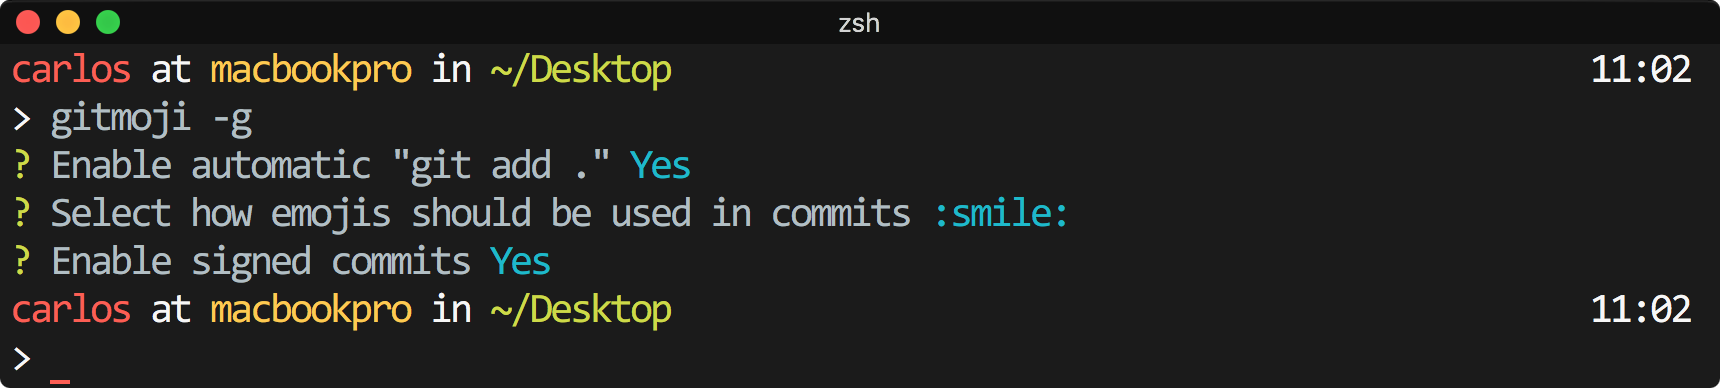 zsh
carlos at macbookpro in ~/Desktop 11:02
> gitmoji -g
? Enable automatic "git add ." Yes
? Select how emojis should be used in commits :smile:
? Enable signed commits Yes
carlos at macbookpro in ~/Desktop 11:02
>